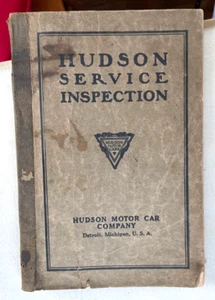 HUDSON
SERVICE
INSPECTION
HUDSON MOTOR CAR
COMPANY
Detroit, Michigan, U. S. A.